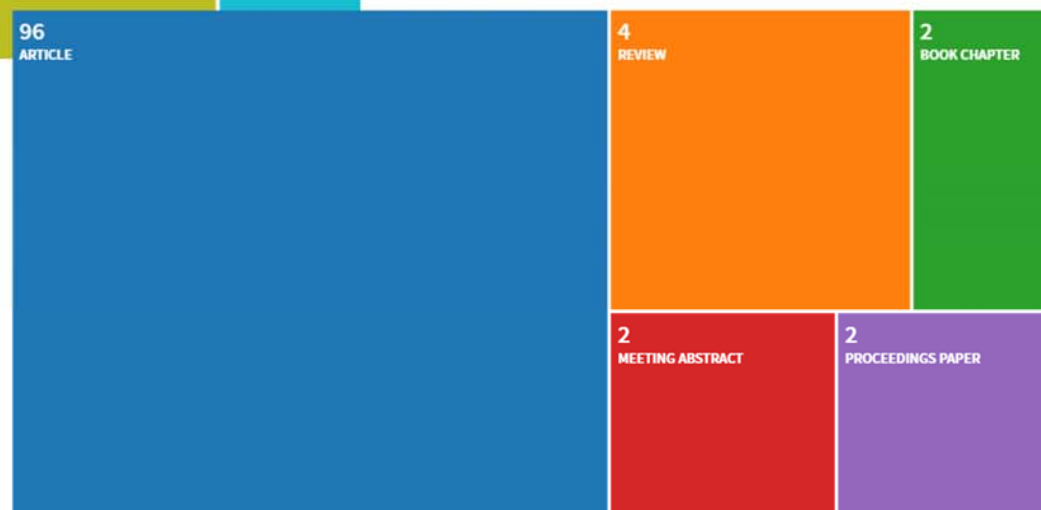 96
ARTICLE
4
REVIEW
2
BOOK CHAPTER
2
MEETING ABSTRACT
2
PROCEEDINGS PAPER